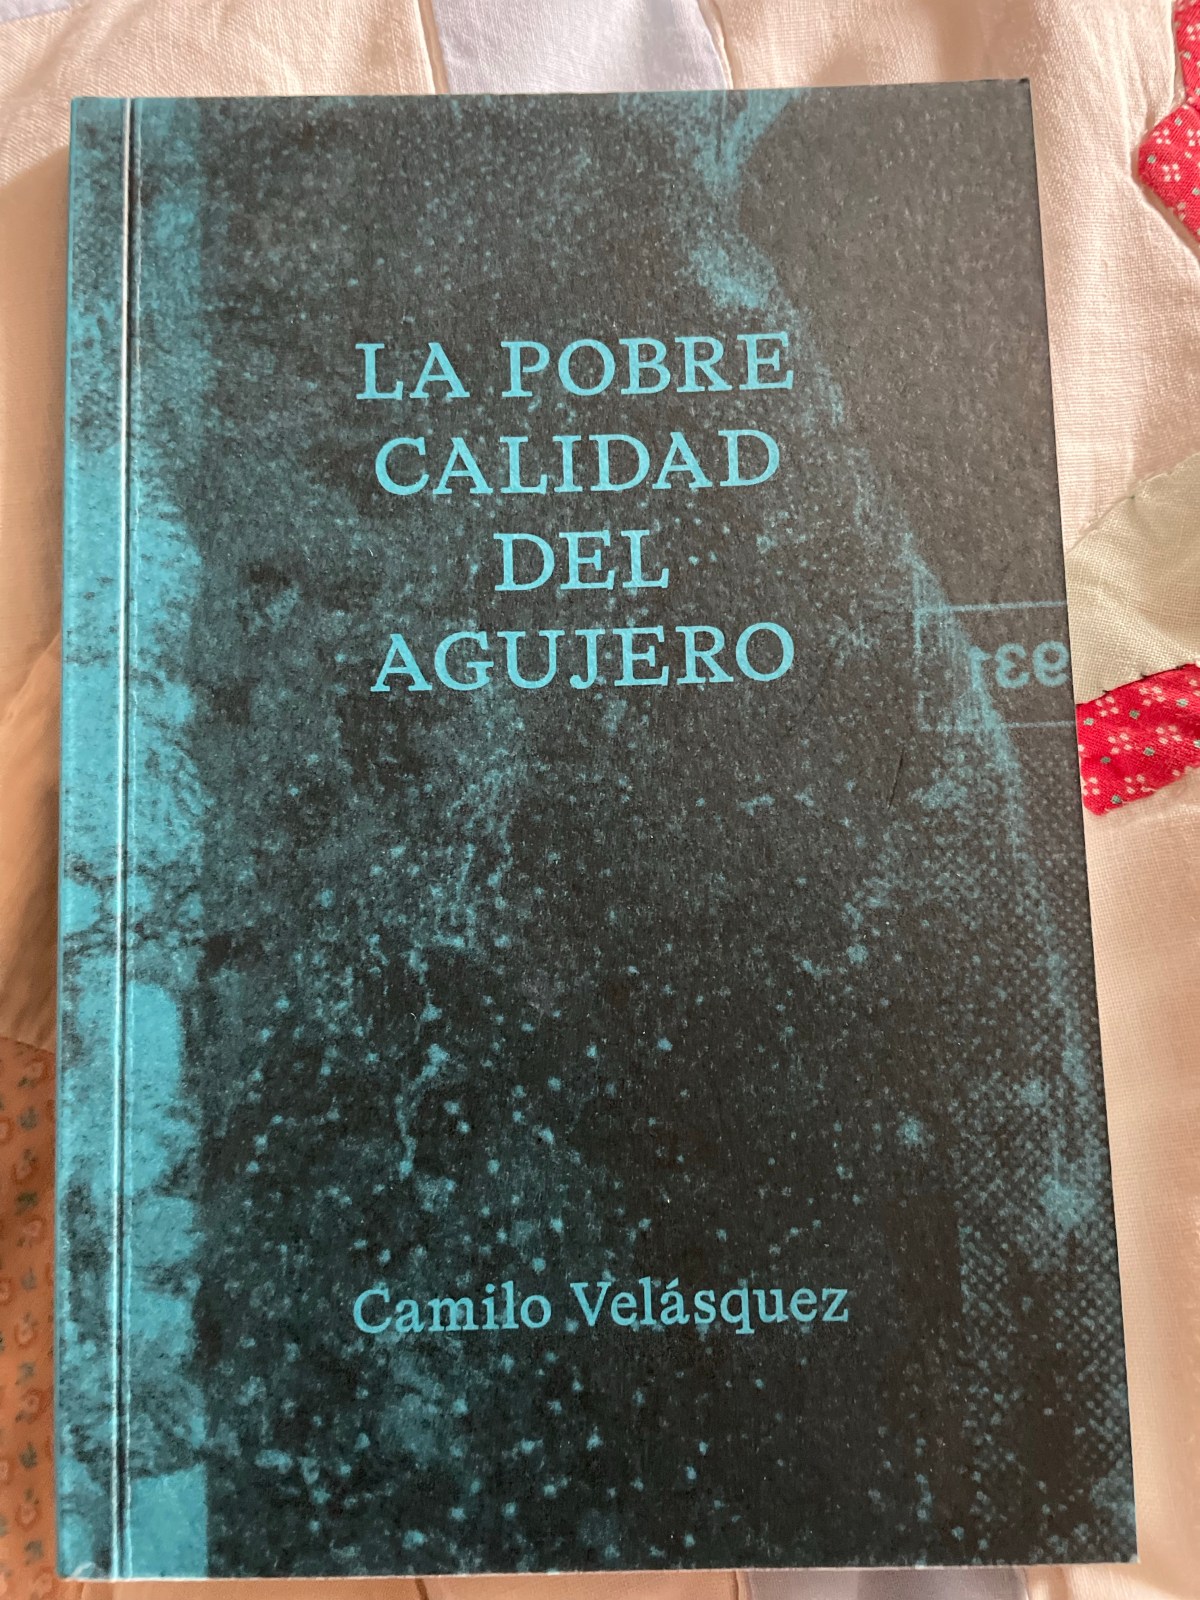 LA POBRE
CALIDAD
DEL
AGUJERO
Camilo Velásquez